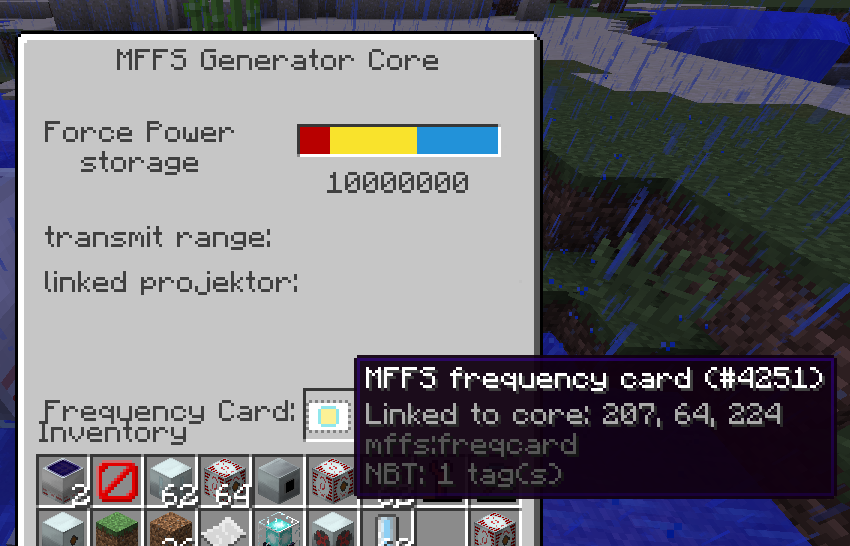 MFFS Generator Core
Force Power
storage
10000000
transmit range:
linked projektor:
MFFS frequency card (#4251)
Linked to core: 207, 64, 224
mffs:freqcard
NBT: 1 tag(s)
Frequency Card:
Inventory
2
62
64